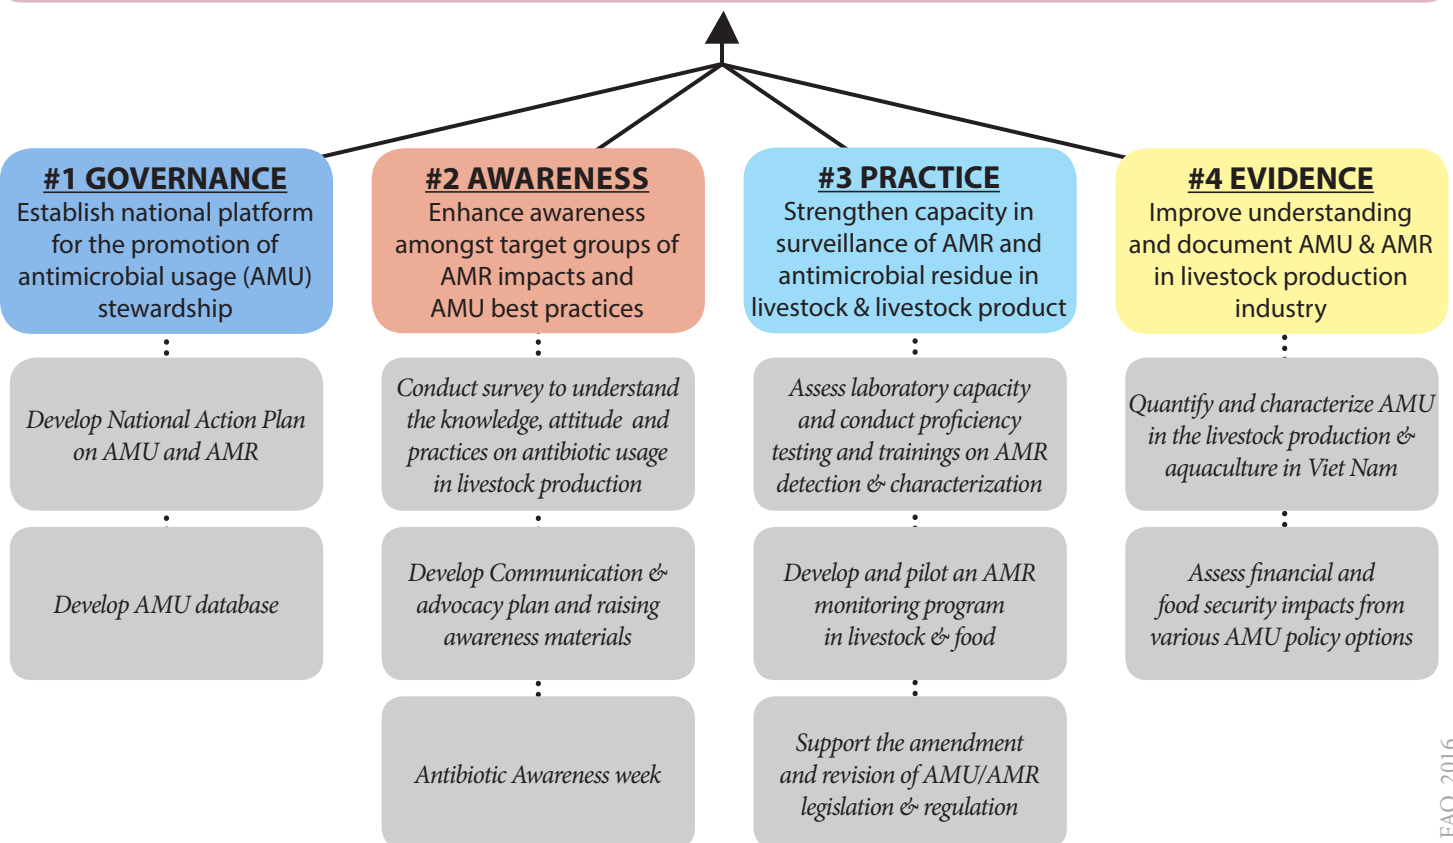 #1 GOVERNANCE
Establish national platform
for the promotion of
antimicrobial usage (AMU)
stewardship
Develop National Action Plan
on AMU and AMR
Develop AMU database
#2 AWARENESS
Enhance awareness
amongst target groups of
AMR impacts and
AMU best practices
Conduct survey to understand
the knowledge, attitude and
practices on antibiotic usage
in livestock production
Develop Communication &
advocacy plan and raising
awareness materials
Antibiotic Awareness week
#3 PRACTICE
Strengthen capacity in
surveillance of AMR and
antimicrobial residue in
livestock & livestock product
Assess laboratory capacity
and conduct proficiency
testing and trainings on AMR
detection & characterization
Develop and pilot an AMR
monitoring program
in livestock & food
Support the amendment
and revision of AMU/AMR
legislation & regulation
#4 EVIDENCE
Improve understanding
and document AMU & AMR
in livestock production
industry
Quantify and characterize AMU
in the livestock production &
aquaculture in Viet Nam
Assess financial and
food security impacts from
various AMU policy options
FAO, 2016